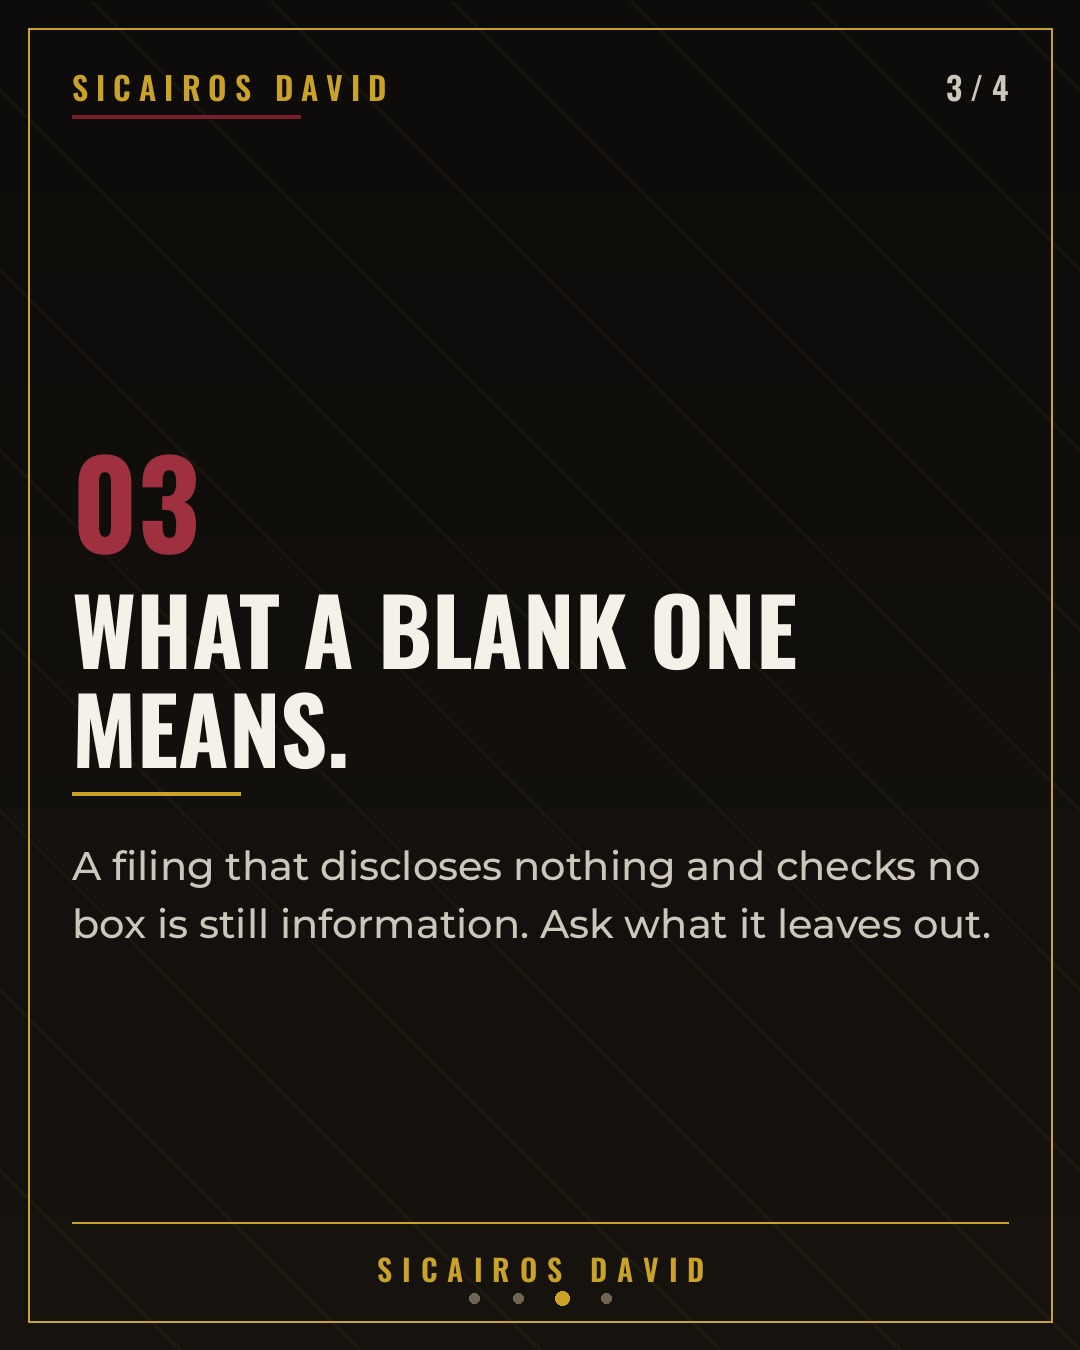 SICAIROS DAVID
3 / 4
03
WHAT A BLANK ONE
MEANS.
A filing that discloses nothing and checks no
box is still information. Ask what it leaves out.
SICAIROS DAVID